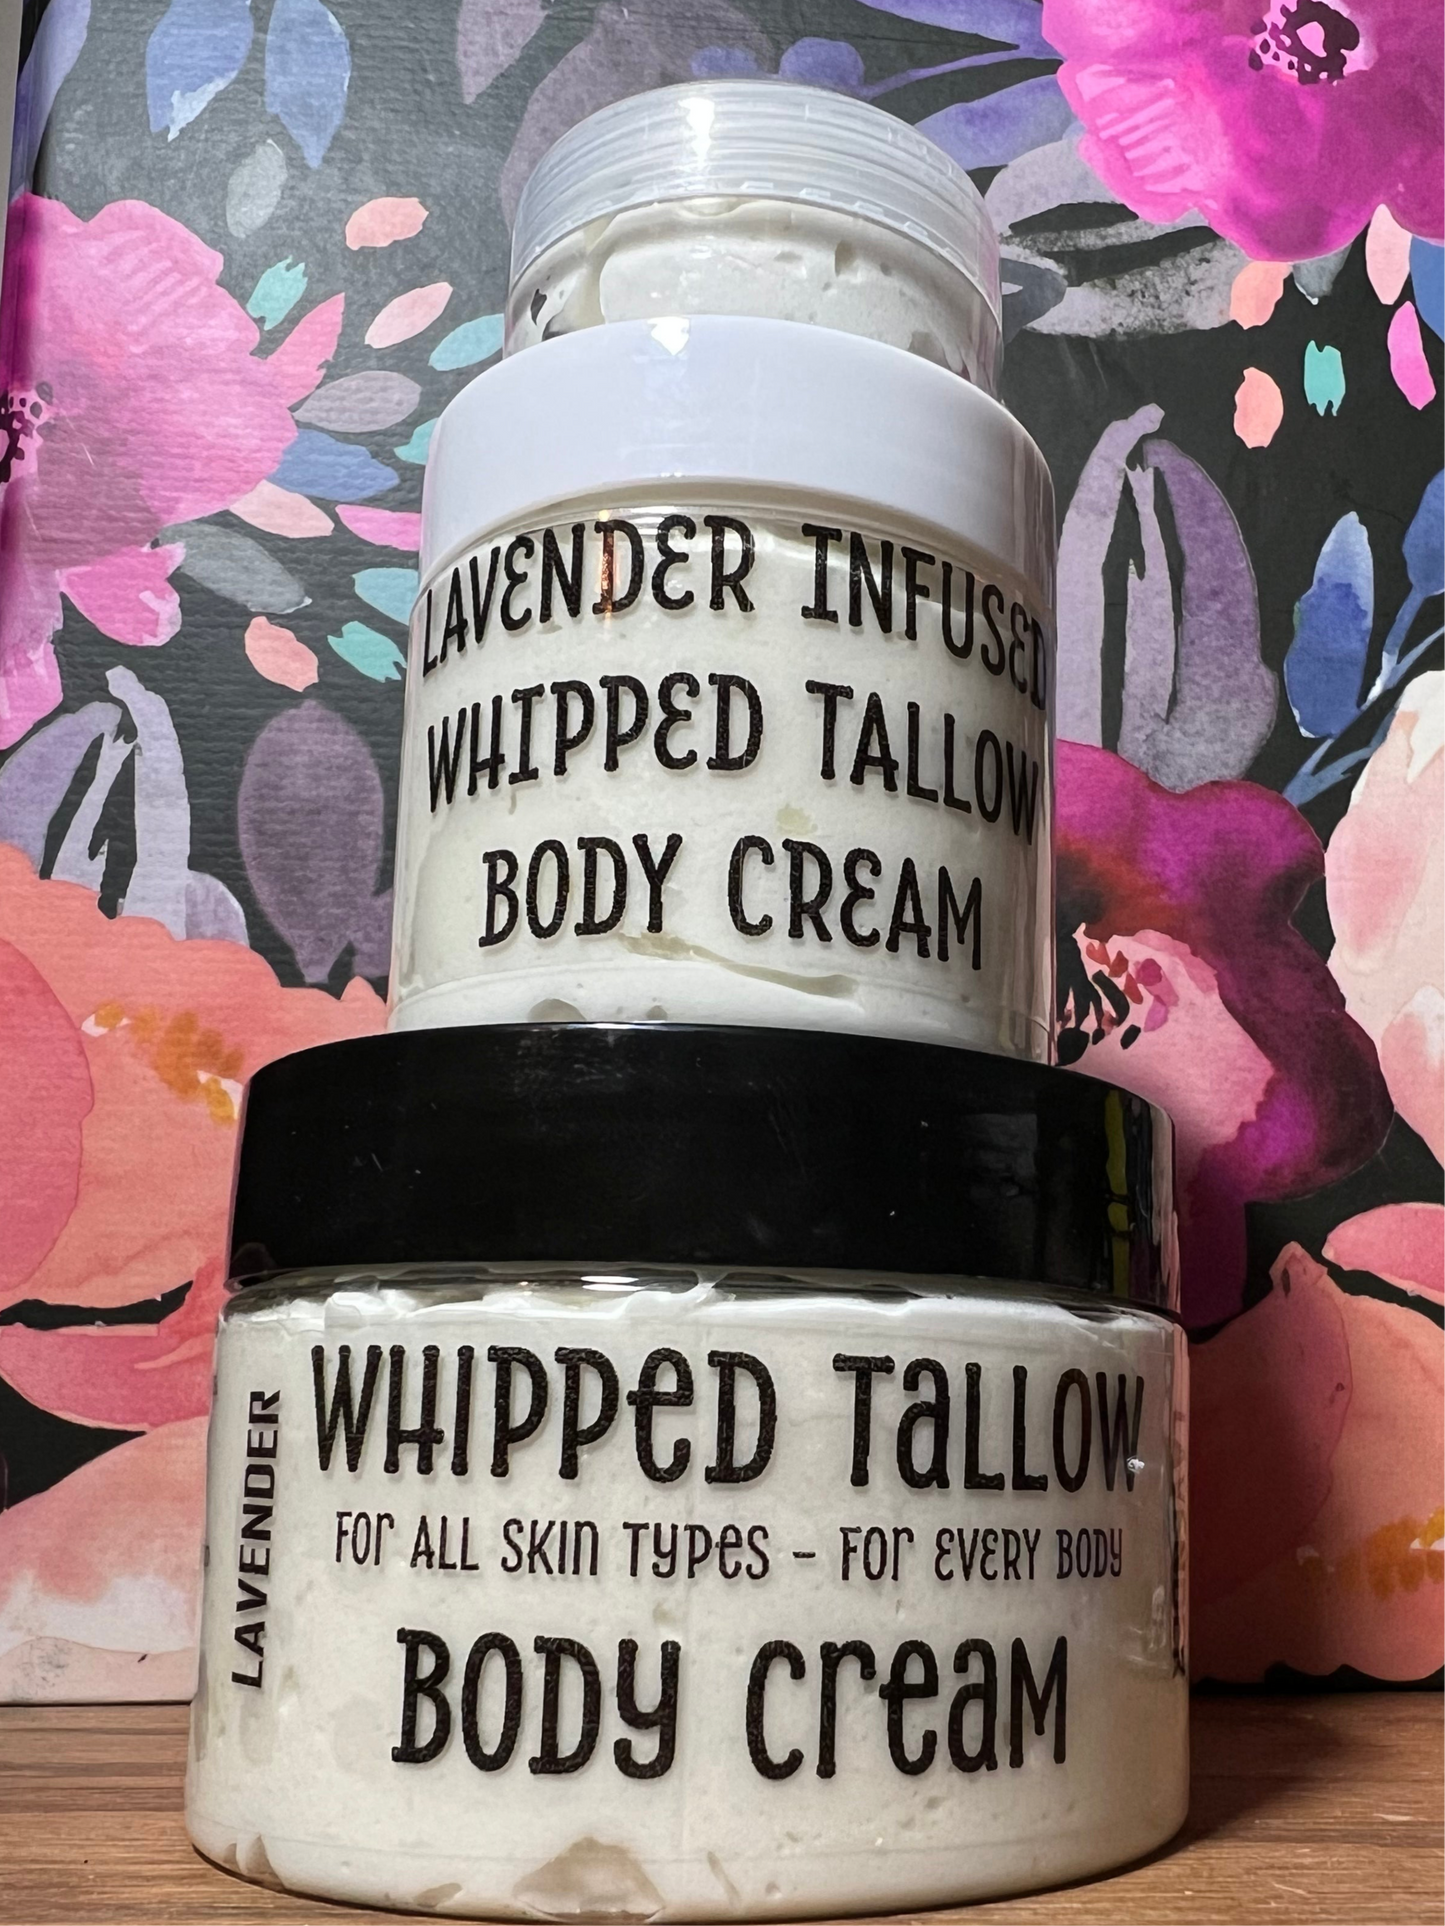 LAVENDER INFUSED
WHIPPED TALLOW
BODY CREAM
LAVENDER
WHIPPED TALLOW
FOR ALL SKIN TYPES - FOR EVERY BODY
BODY CREAM